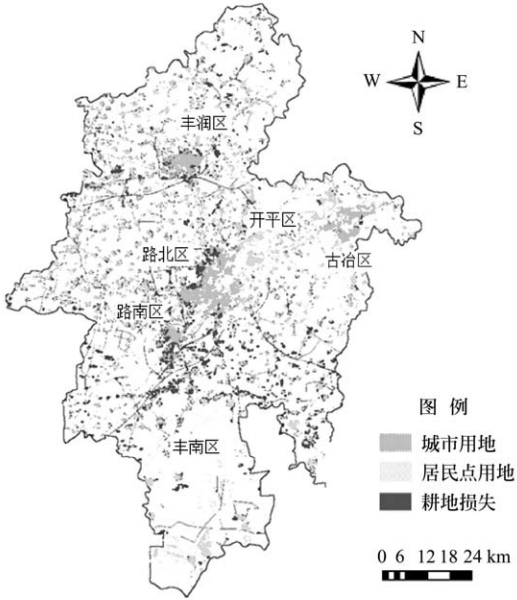 N
W
E
S
丰润区
开平区
路北区
古冶区
路南区
丰南区
图 例
城市用地
居民点用地
耕地损失
0 6 12 18 24 km